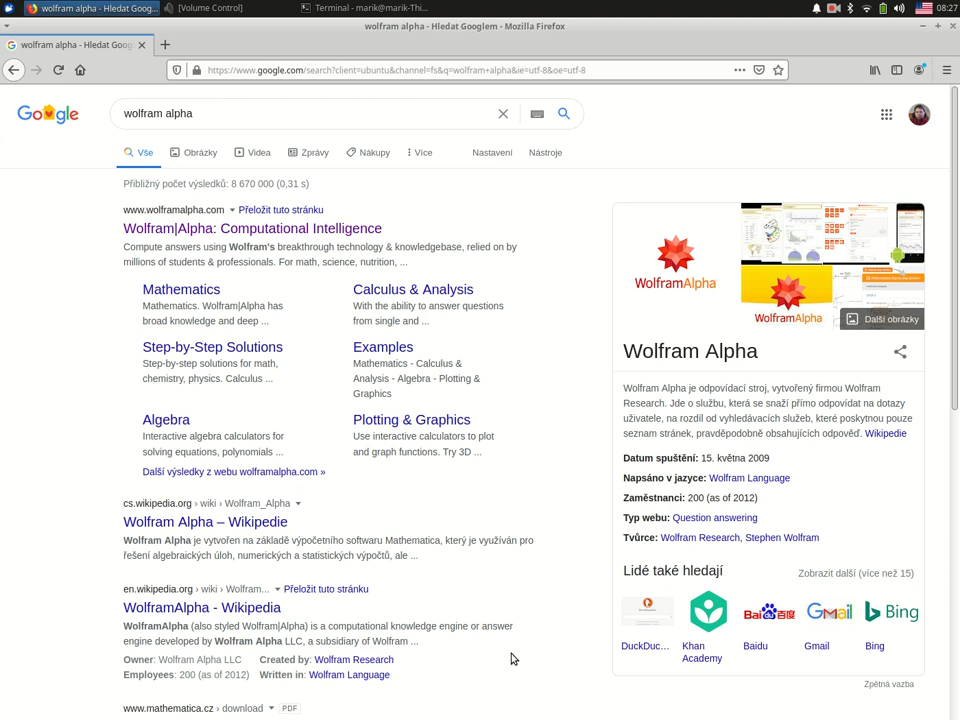 wolfram alpha - Hledat Googlem...
[Volume Control]
Terminal - marik@marik-Thi...
08:27
wolfram alpha - Hledat Googlem - Mozilla Firefox
wolfram alpha - Hledat Goog
https://www.google.com/search?client=ubuntu&channel=fs&q=wolfram+alpha&ie=utf-8&oe=utf-8
Google
wolfram alpha
Vše
Obrázky
Videa
Zprávy
Nákupy
Více
Nastavení
Nástroje
Přibližný počet výsledků: 8 670 000 (0,31 s)
www.wolframalpha.com Přeložit tuto stránku
Wolfram|Alpha: Computational Intelligence
Compute answers using Wolfram's breakthrough technology & knowledgebase, relied on by
millions of students & professionals. For math, science, nutrition, ...
Mathematics
Mathematics. Wolfram|Alpha has
broad knowledge and deep ...
Calculus & Analysis
With the ability to answer questions
from single and ...
Step-by-Step Solutions
Step-by-step solutions for math,
chemistry, physics. Calculus ...
Examples
Mathematics - Calculus &
Analysis - Algebra - Plotting &
Graphics
Algebra
Interactive algebra calculators for
solving equations, polynomials ...
Plotting & Graphics
Use interactive calculators to plot
and graph functions. Try 3D ...
Další výsledky z webu wolframalpha.com »
cs.wikipedia.org › wiki › Wolfram_Alpha
Wolfram Alpha – Wikipedie
Wolfram Alpha je vytvořen na základě výpočetního softwaru Mathematica, který je využíván pro
řešení algebraických úloh, numerických a statistických výpočtů, ale ...
en.wikipedia.org › wiki › Wolfram... Přeložit tuto stránku
WolframAlpha - Wikipedia
WolframAlpha (also styled Wolfram|Alpha) is a computational knowledge engine or answer
engine developed by Wolfram Alpha LLC, a subsidiary of Wolfram ...
Owner: Wolfram Alpha LLC Created by: Wolfram Research
Employees: 200 (as of 2012) Written in: Wolfram Language
www.mathematica.cz › download PDF
WolframAlpha
WolframAlpha
Další obrázky
Wolfram Alpha
Wolfram Alpha je odpovídací stroj, vytvořený firmou Wolfram
Research. Jde o službu, která se snaží přímo odpovídat na dotazy
uživatele, na rozdíl od vyhledávacích služeb, které poskytnou pouze
seznam stránek, pravděpodobně obsahujících odpověď. Wikipedie
Datum spuštění: 15. května 2009
Napsáno v jazyce: Wolfram Language
Zaměstnanci: 200 (as of 2012)
Typ webu: Question answering
Tvůrce: Wolfram Research, Stephen Wolfram
Lidé také hledají
Zobrazit další (více než 15)
Baidu百度
Gmail
Bing
DuckDuc...
Khan
Academy
Baidu
Gmail
Bing
Zpětná vazba